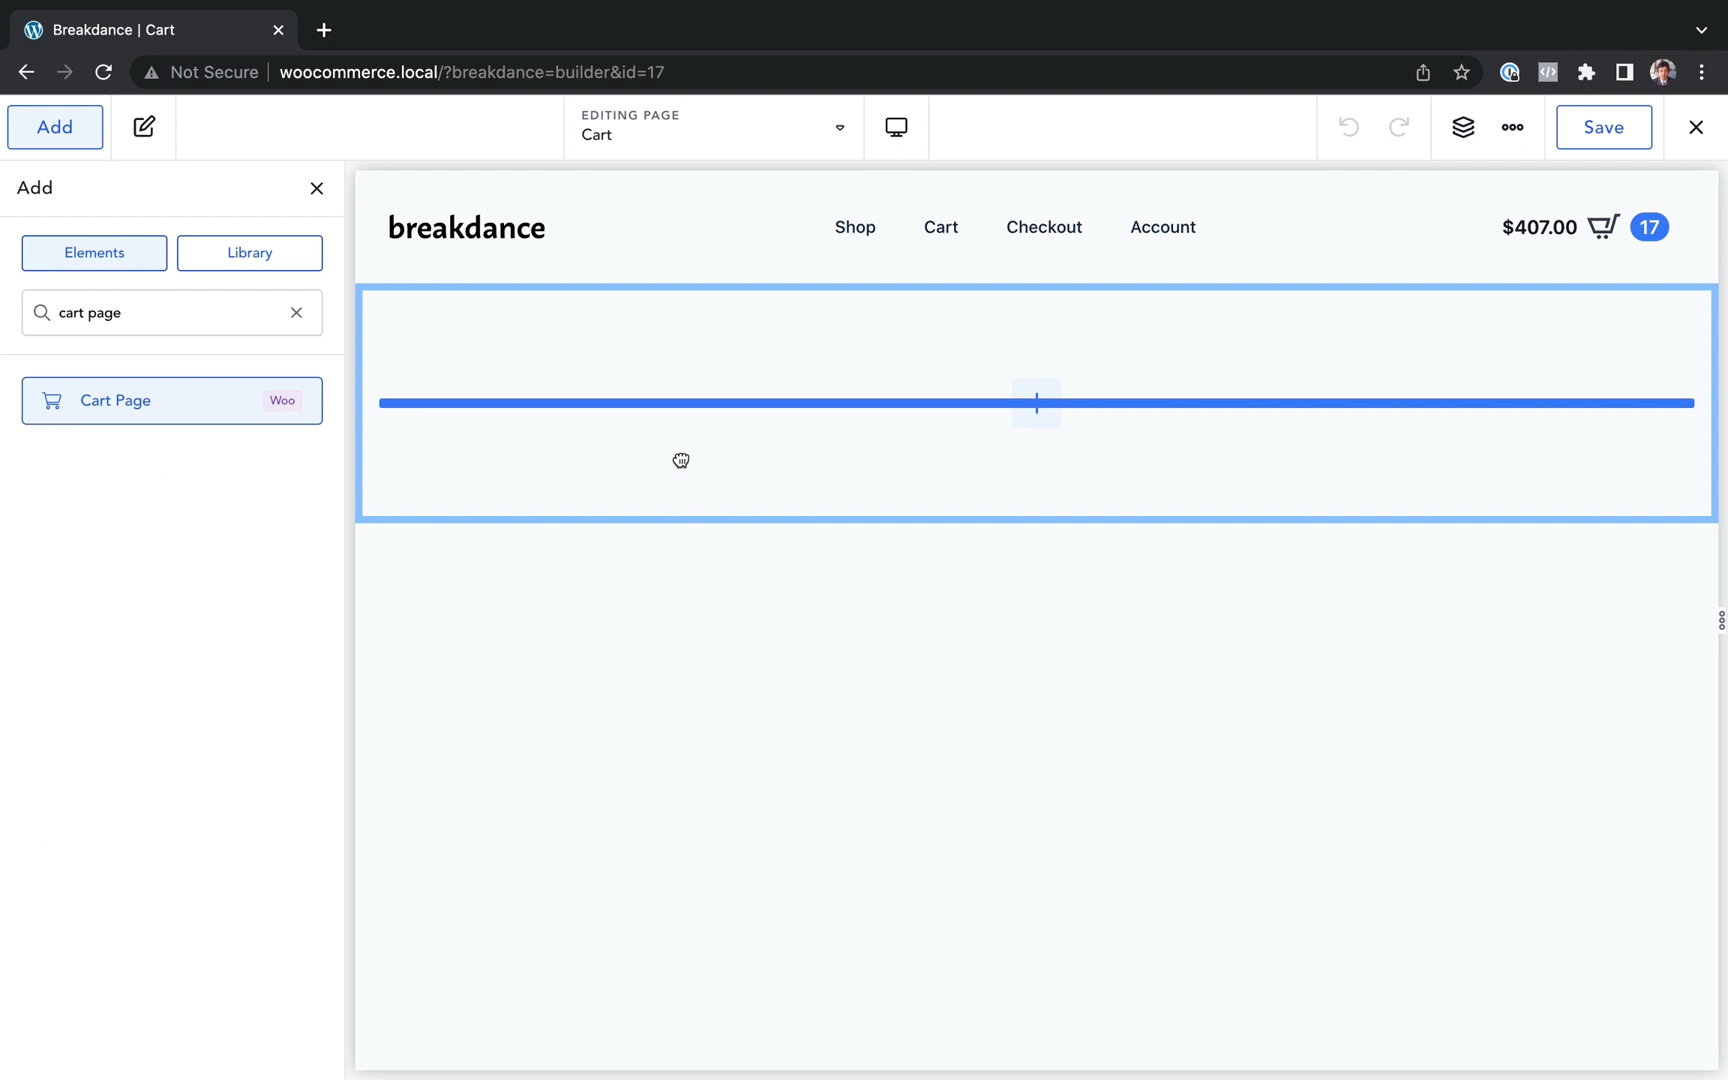 Breakdance | Cart
Not Secure woocommerce.local/?breakdance=builder&id=17
Add
EDITING PAGE
Cart
Save
Add
Elements
Library
cart page
Cart Page
Woo
breakdance
Shop
Cart
Checkout
Account
$407.00
17